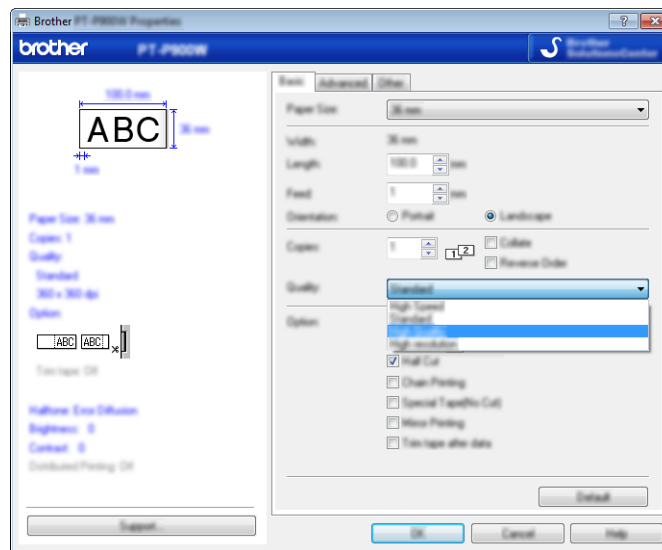 Brother PT-P900W Properties
brother PT-P900W
Brother
SolutionsCenter
Basic Advanced Other
100.0 mm
ABC
36 mm
1 mm
Paper Size: 36 mm
Width: 36 mm
Length: 100.0 mm
Feed: 1 mm
Orientation: Portrait Landscape
Copies: 1 1 2 Collate
Reverse Order
Quality: Standard
High Speed
Standard
High Quality
High resolution
Option:
Half Cut
Chain Printing
Special Tape(No Cut)
Mirror Printing
Trim tape after data
Paper Size: 36 mm
Copies: 1
Quality:
Standard
360 x 360 dpi
Option:
ABC ABC
Trim tape: Off
Halftone: Error Diffusion
Brightness: 0
Contrast: 0
Distributed Printing: Off
Default
Support...
OK Cancel Help